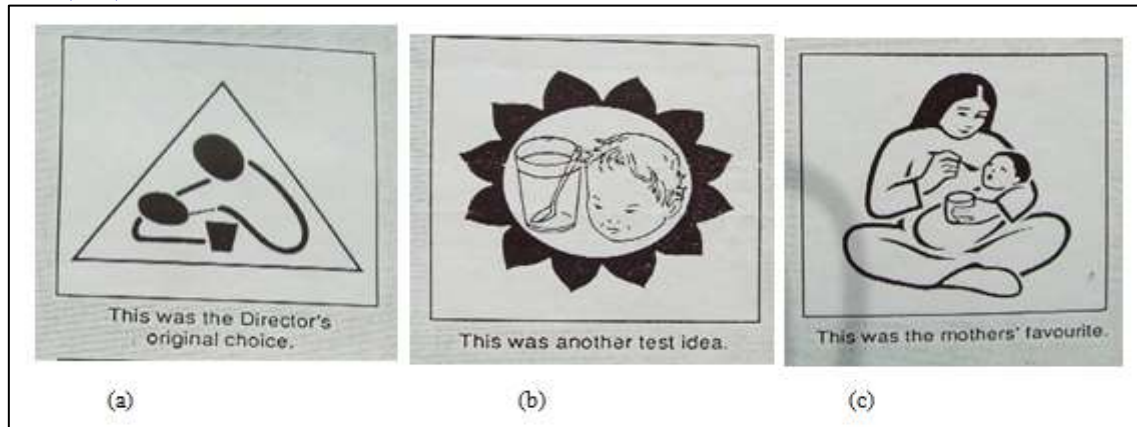 This was the Director's
original choice.
This was another test idea.
This was the mothers' favourite.
(a)
(b)
(c)